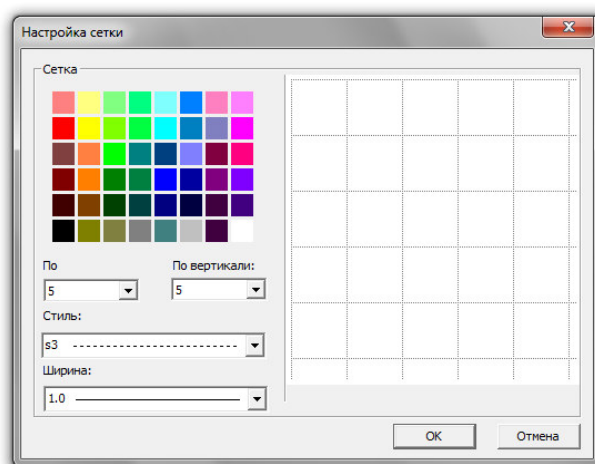 Настройка сетки
Сетка
По По вертикали:
5 5
Стиль:
s3
Ширина:
1.0
OK Отмена